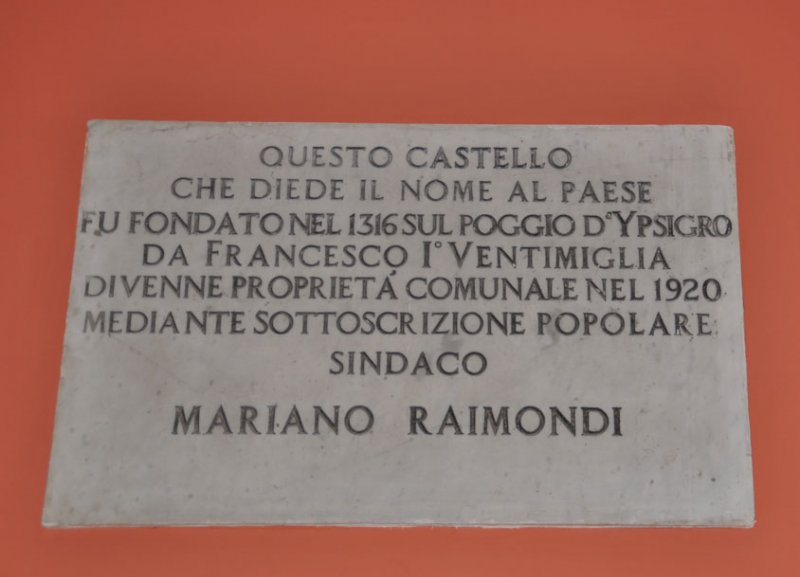 QUESTO CASTELLO
CHE DIEDE IL NOME AL PAESE
FU FONDATO NEL 1316 SUL POGGIO D'YPSIGRO
DA FRANCESCO I° VENTIMIGLIA
DIVENNE PROPRIETÁ COMUNALE NEL 1920
MEDIANTE SOTTOSCRIZIONE POPOLARE
SINDACO
MARIANO RAIMONDI